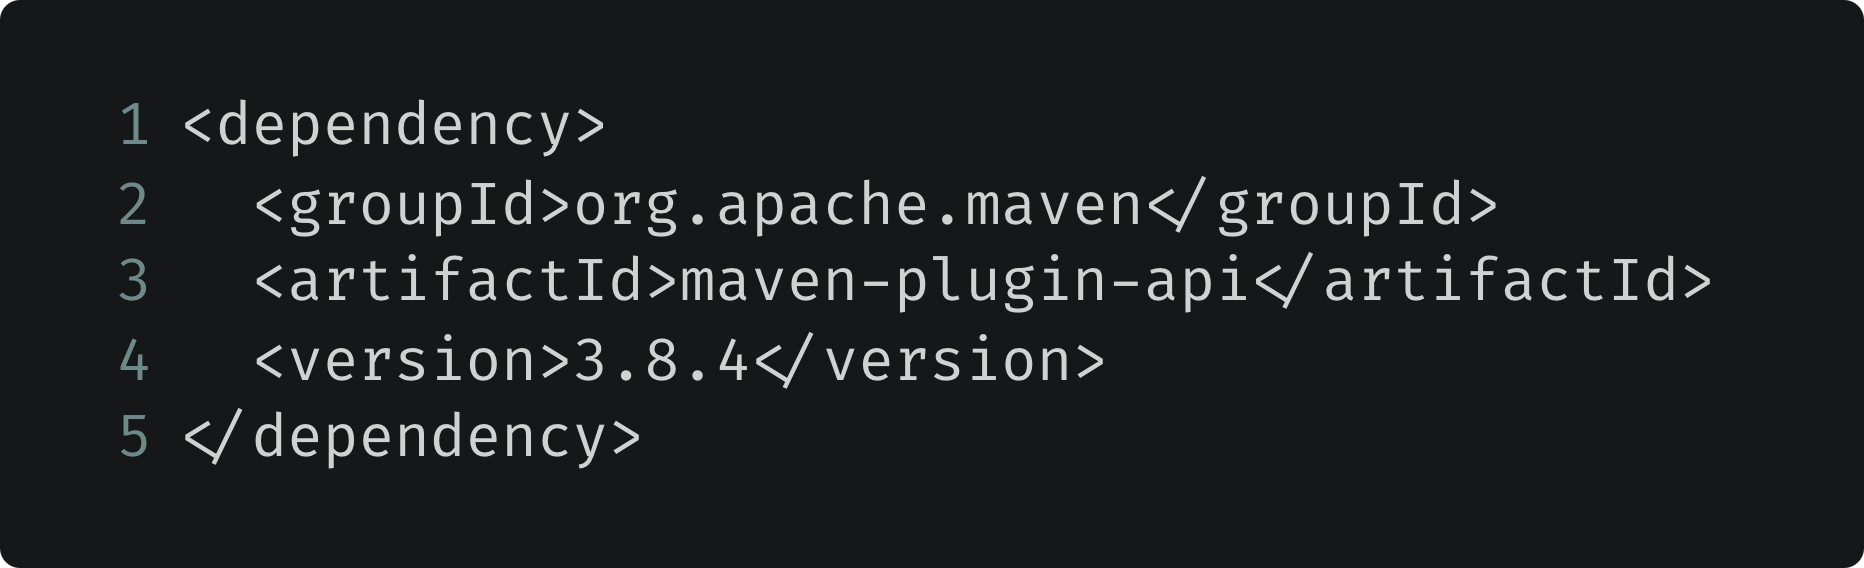 1 <dependency>
2   <groupId>org.apache.maven</groupId>
3   <artifactId>maven-plugin-api</artifactId>
4   <version>3.8.4</version>
5 </dependency>